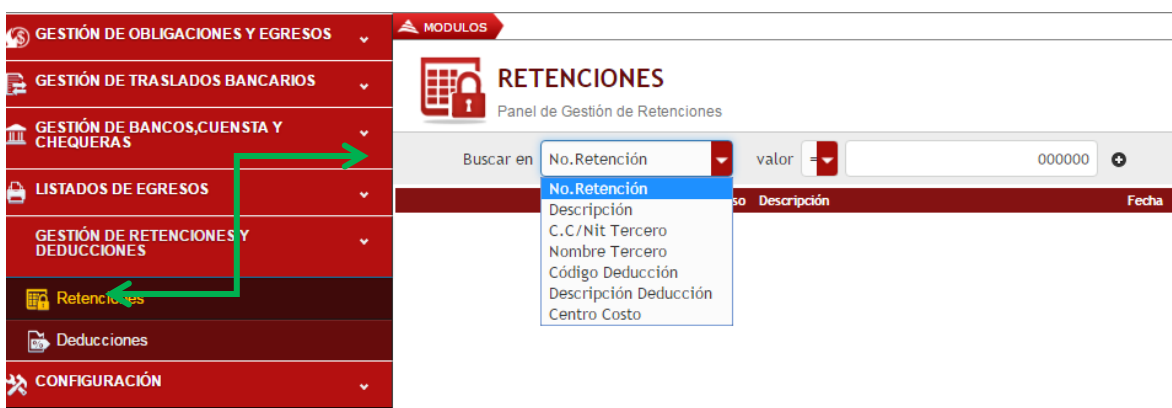 GESTIÓN DE OBLIGACIONES Y EGRESOS
GESTIÓN DE TRASLADOS BANCARIOS
GESTIÓN DE BANCOS,CUENSTA Y
CHEQUERAS
LISTADOS DE EGRESOS
GESTIÓN DE RETENCIONES Y
DEDUCCIONES
Retenciones
Deducciones
CONFIGURACIÓN
MODULOS
RETENCIONES
Panel de Gestión de Retenciones
Buscar en No.Retención valor = 000000
No.Retención
Descripción
C.C/Nit Tercero
Nombre Tercero
Código Deducción
Descripción Deducción
Centro Costo
so Descripción Fecha